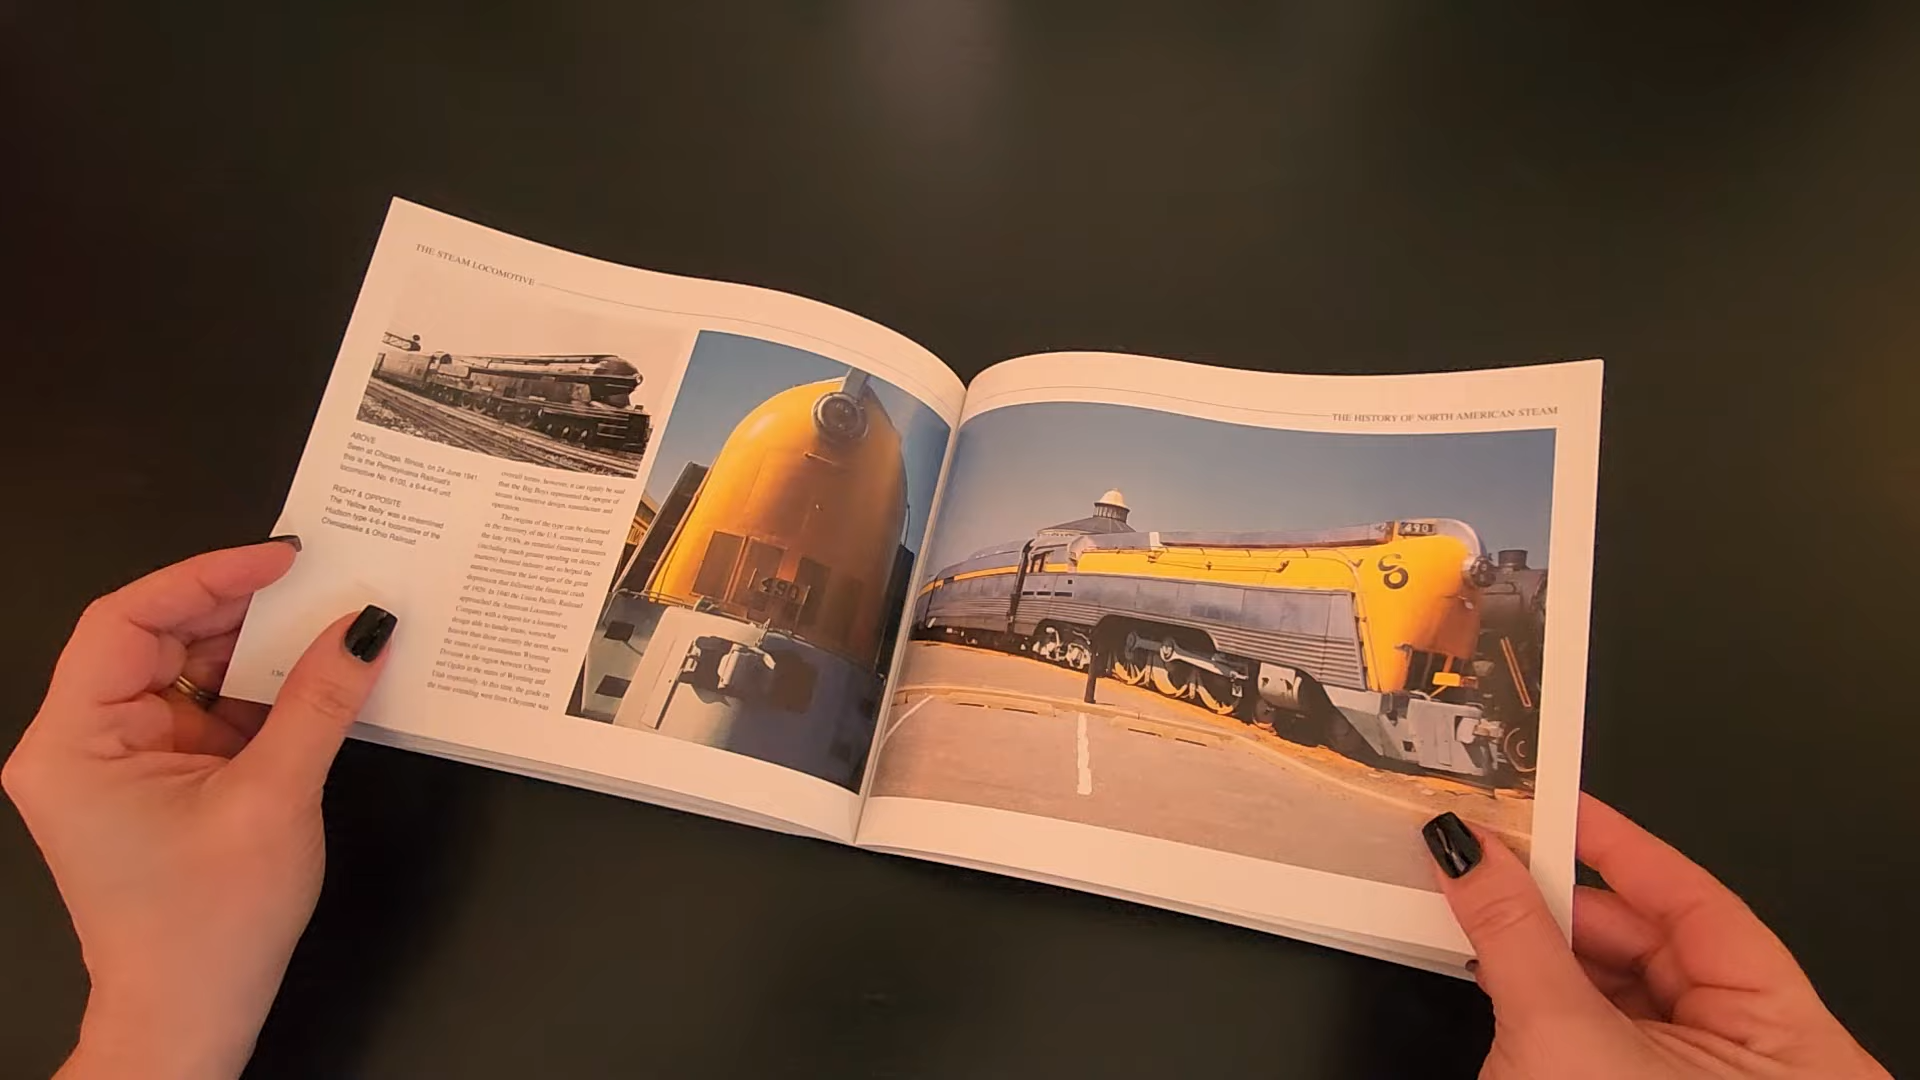 THE STEAM LOCOMOTIVE
ABOVE
Seen at Chicago, Illinois, on 24 June 1941
this is the Pennsylvania Railroad's
locomotive No. 6100, a 6-4-4-6 unit.
RIGHT & OPPOSITE
The 'Yellow Belly' was a streamlined
Hudson-type 4-6-4 locomotive of the
Chesapeake & Ohio Railroad.
overall terms, however, it can rightly be said
that the Big Boys represented the apogee of
steam locomotive design, manufacture and
operation.
The origins of the type can be discerned
in the recovery of the U.S. economy during
the late 1930s, as essential financial measures
(including much greater spending on defence
matters) boosted industry and so helped the
nation overcome the last stages of the great
depression that followed the financial crash
of 1929. In 1940 the Union Pacific Railroad
approached the American Locomotive
Company with a request for a locomotive
design able to handle trains, somewhat
heavier than those currently the norm, across
the routes of its mountainous Wyoming
Division in the region between Cheyenne
and Ogden in the states of Wyoming and
Utah respectively. At this time, the grade on
the route extending west from Cheyenne was
136
490
THE HISTORY OF NORTH AMERICAN STEAM
490